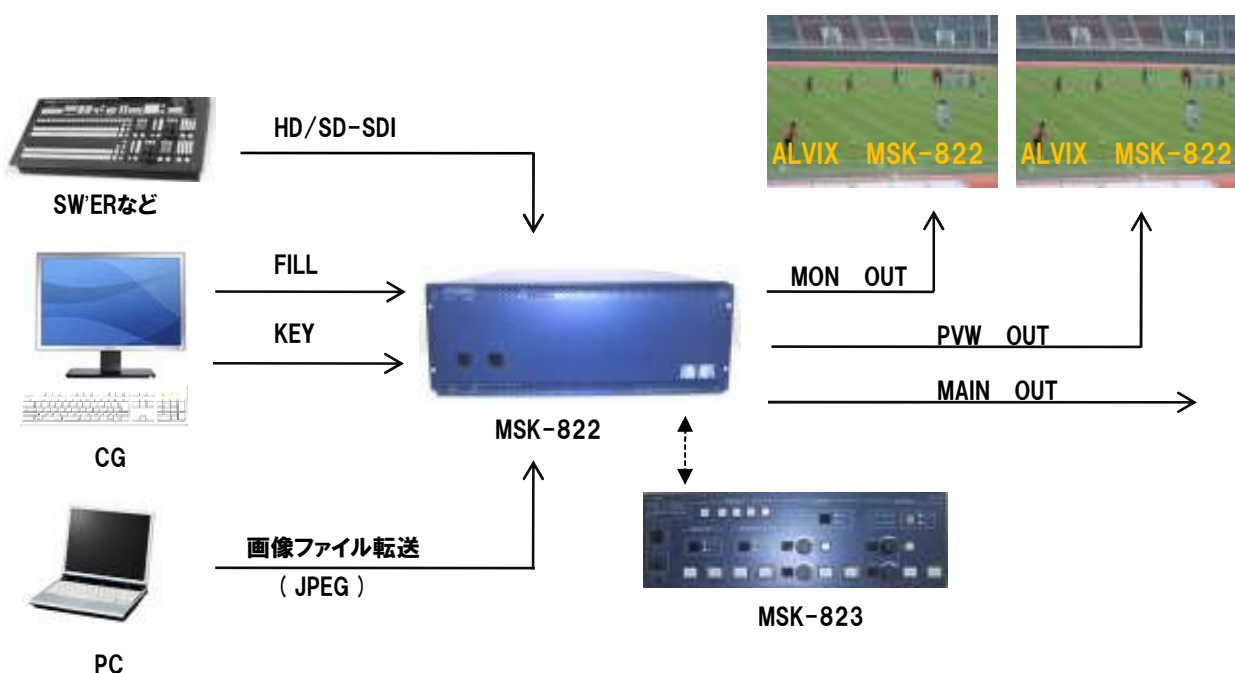 ALVIX MSK-822
ALVIX MSK-822
HD/SD-SDI
SW'ERなど
FILL
KEY
CG
MSK-822
MON OUT
PVW OUT
MAIN OUT
画像ファイル転送
( JPEG )
PC
MSK-823